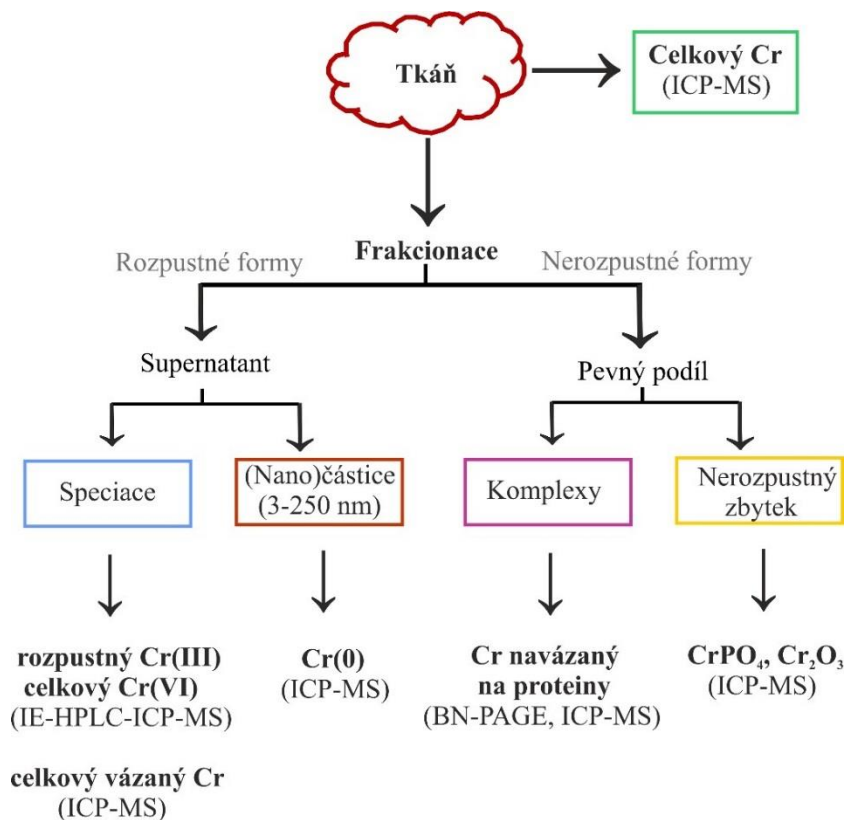 Tkáň
Celkový Cr
(ICP-MS)
Frakcionace
Rozpustné formy
Nerozpustné formy
Supernatant
Pevný podíl
Speciace
(Nano)částice
(3-250 nm)
Komplexy
Nerozpustný
zbytek
rozpustný Cr(III)
celkový Cr(VI)
(IE-HPLC-ICP-MS)
celkový vázaný Cr
(ICP-MS)
Cr(0)
(ICP-MS)
Cr navázaný
na proteiny
(BN-PAGE, ICP-MS)
CrPO₄, Cr₂O₃
(ICP-MS)